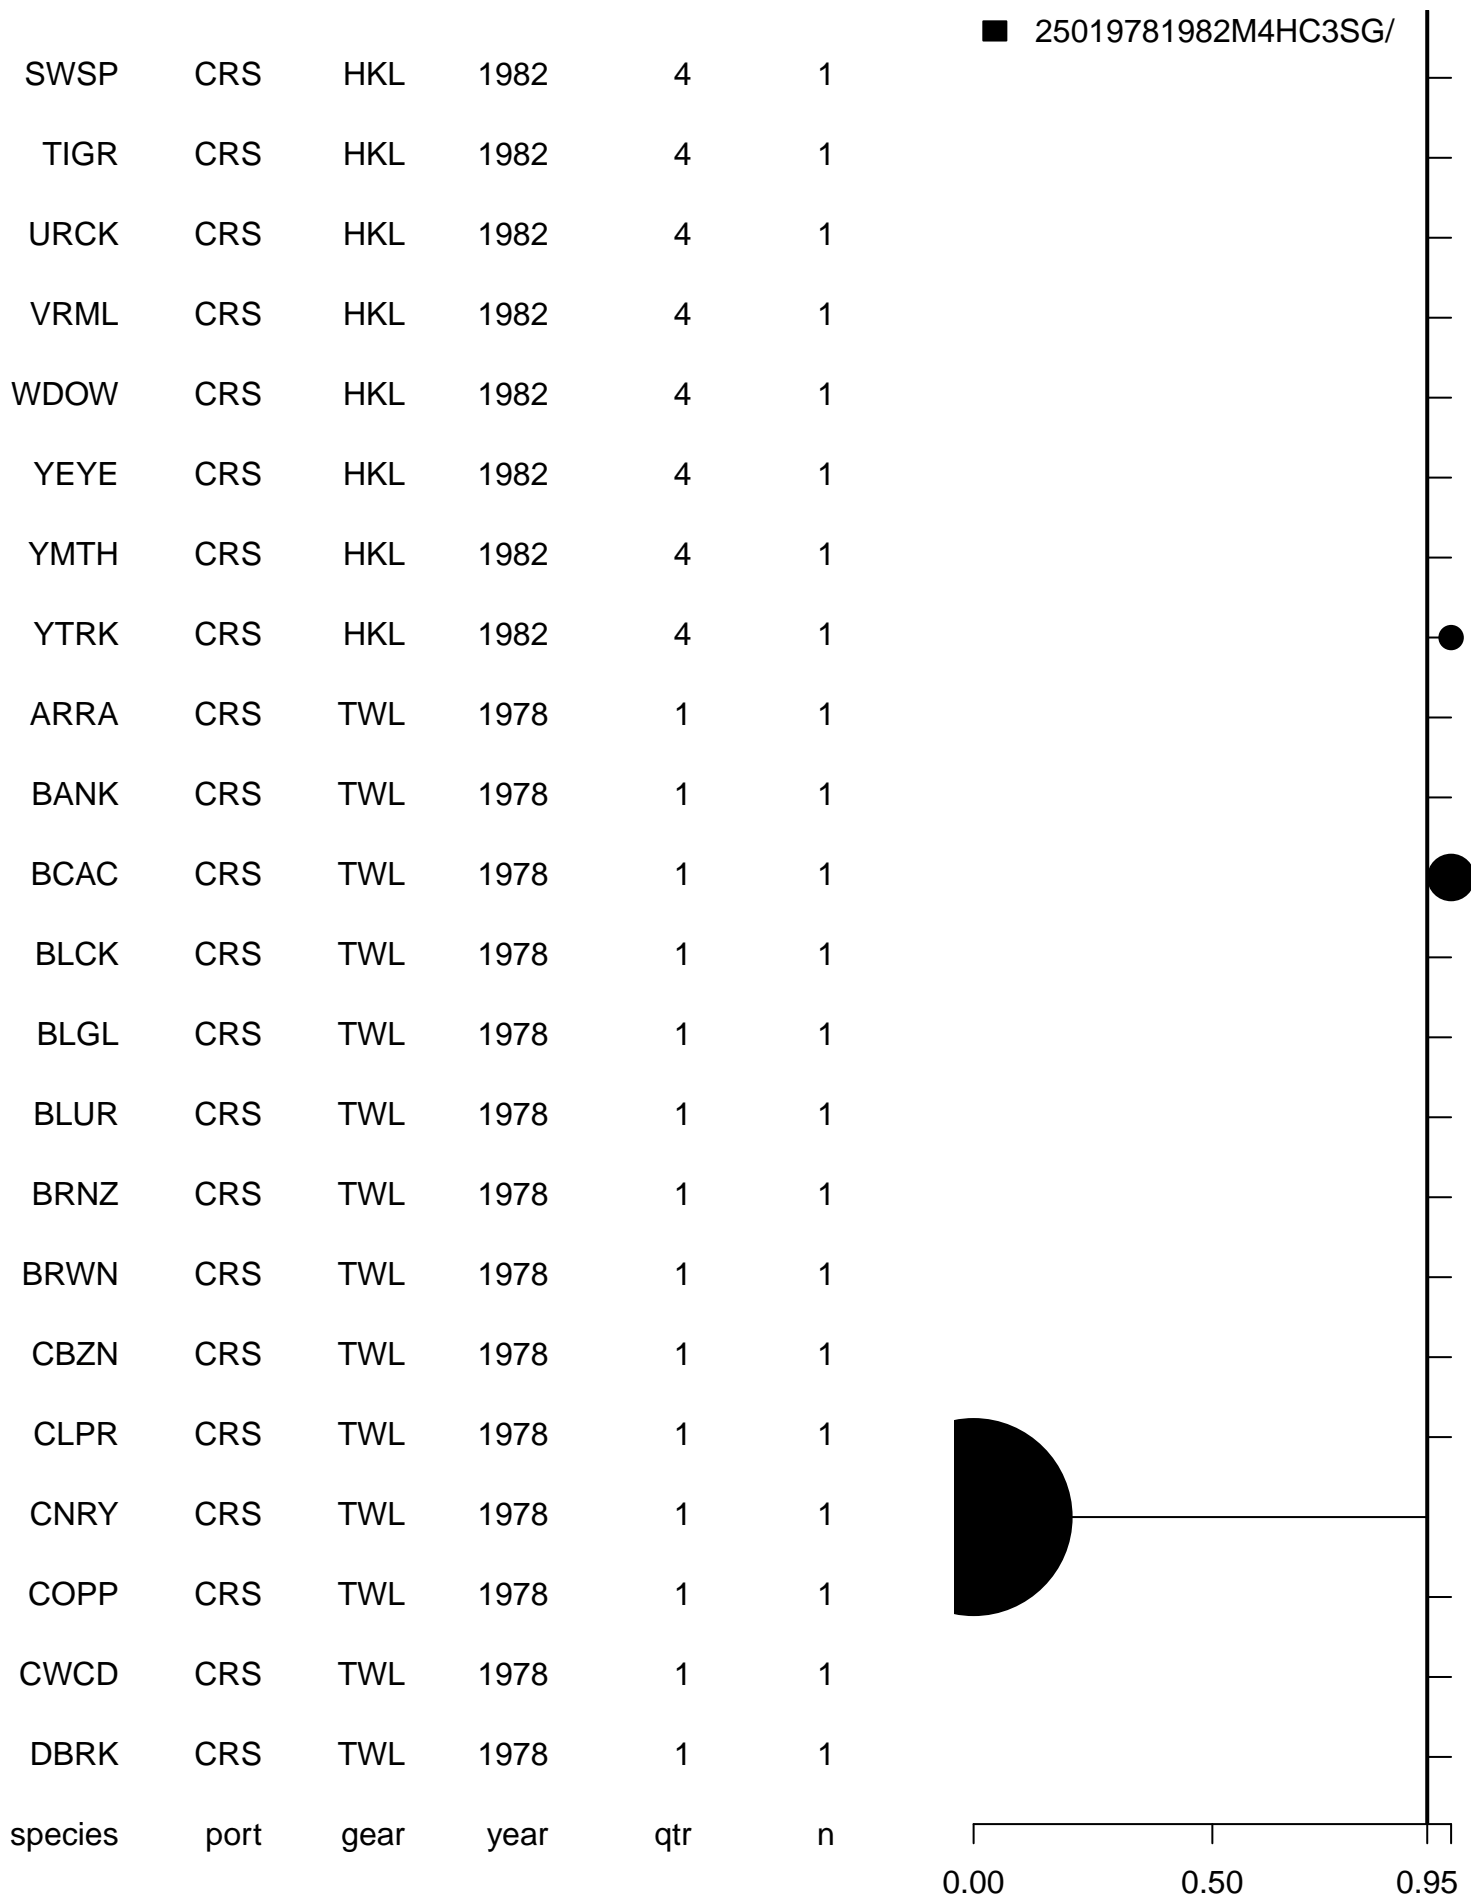 25019781982M4HC3SG/
SWSP CRS HKL 1982 4 1
TIGR CRS HKL 1982 4 1
URCK CRS HKL 1982 4 1
VRML CRS HKL 1982 4 1
WDOW CRS HKL 1982 4 1
YEYE CRS HKL 1982 4 1
YMTH CRS HKL 1982 4 1
YTRK CRS HKL 1982 4 1
ARRA CRS TWL 1978 1 1
BANK CRS TWL 1978 1 1
BCAC CRS TWL 1978 1 1
BLCK CRS TWL 1978 1 1
BLGL CRS TWL 1978 1 1
BLUR CRS TWL 1978 1 1
BRNZ CRS TWL 1978 1 1
BRWN CRS TWL 1978 1 1
CBZN CRS TWL 1978 1 1
CLPR CRS TWL 1978 1 1
CNRY CRS TWL 1978 1 1
COPP CRS TWL 1978 1 1
CWCD CRS TWL 1978 1 1
DBRK CRS TWL 1978 1 1
species port gear year qtr n
0.00 0.50 0.95